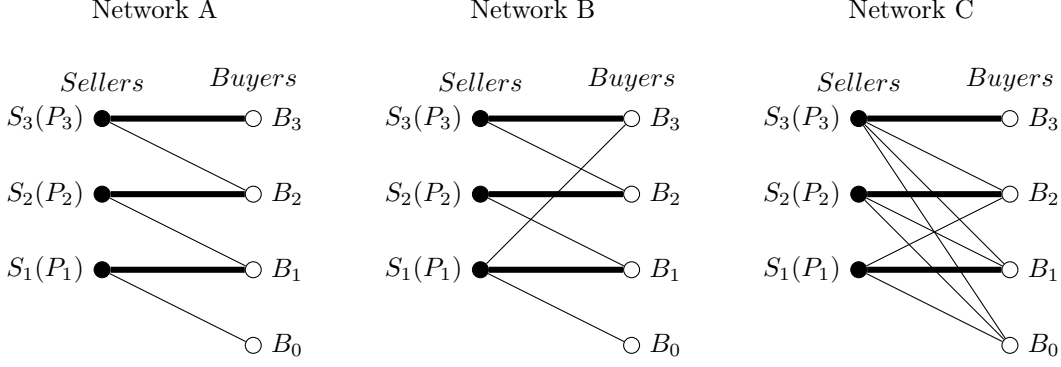 Network A Network B Network C
Sellers Buyers Sellers Buyers Sellers Buyers
S₃(P₃) B₃ S₃(P₃) B₃ S₃(P₃) B₃
S₂(P₂) B₂ S₂(P₂) B₂ S₂(P₂) B₂
S₁(P₁) B₁ S₁(P₁) B₁ S₁(P₁) B₁
B₀ B₀ B₀